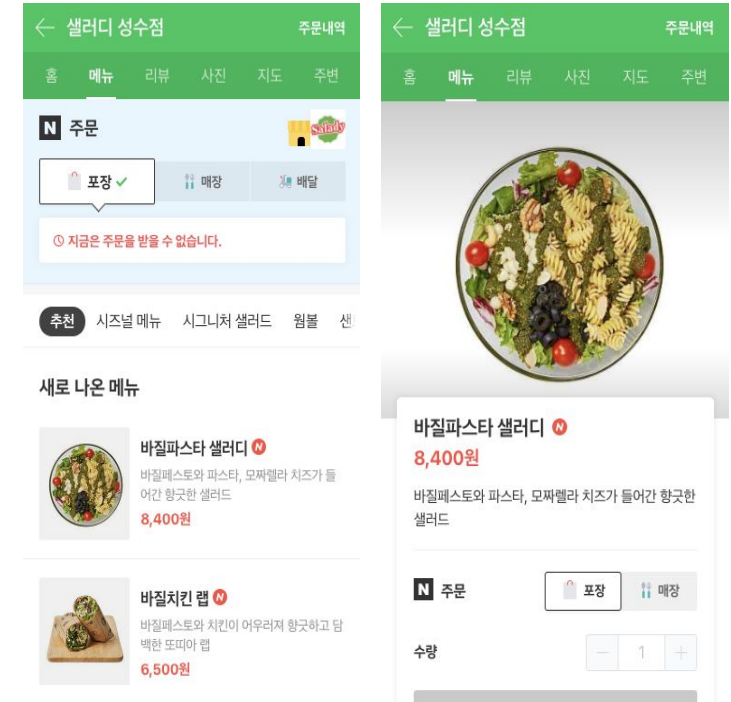 샐러디 성수점
주문내역
홈 메뉴 리뷰 사진 지도 주변
N 주문
Salady
포장 매장 배달
지금은 주문을 받을 수 없습니다.
추천 시즈널 메뉴 시그니처 샐러드 웜볼 샌
새로 나온 메뉴
바질파스타 샐러디 N
바질페스토와 파스타, 모짜렐라 치즈가 들
어간 향긋한 샐러드
8,400원
바질치킨 랩 N
바질페스토와 치킨이 어우러져 향긋하고 담
백한 또띠아 랩
6,500원
샐러디 성수점
주문내역
홈 메뉴 리뷰 사진 지도 주변
바질파스타 샐러디 N
8,400원
바질페스토와 파스타, 모짜렐라 치즈가 들어간 향긋한
샐러드
N 주문
포장 매장
수량
1